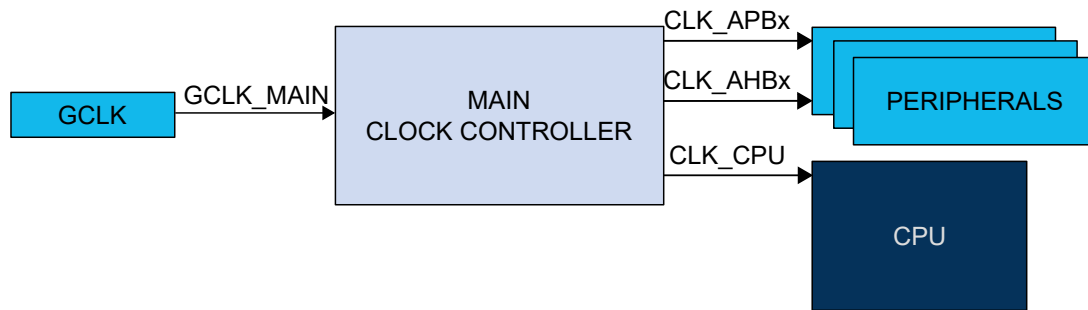 GCLK
GCLK_MAIN
MAIN
CLOCK CONTROLLER
CLK_APBx
CLK_AHBx
CLK_CPU
PERIPHERALS
CPU